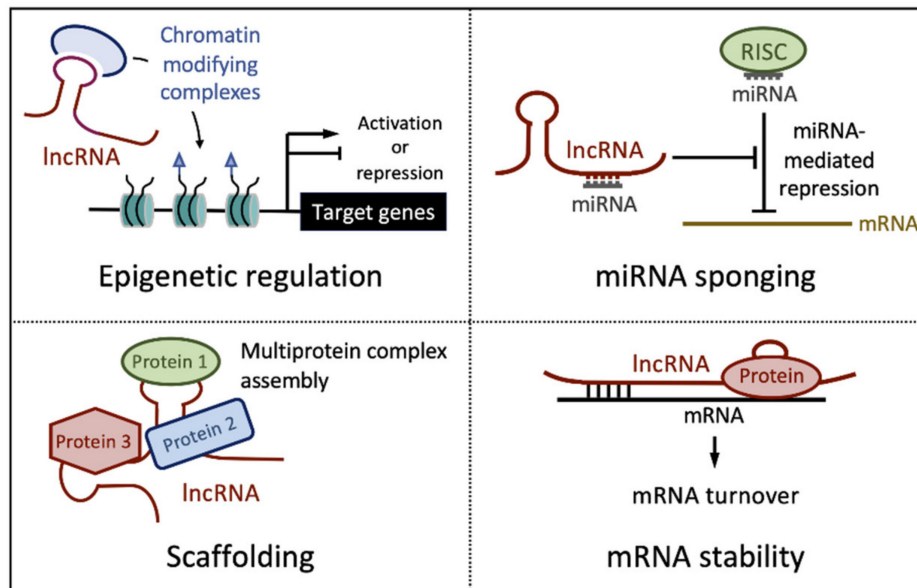 Chromatin
modifying
complexes
lncRNA
Activation
or
repression
Target genes
Epigenetic regulation
RISC
miRNA
lncRNA
miRNA
miRNA-
mediated
repression
mRNA
miRNA sponging
Protein 1
Multiprotein complex
assembly
Protein 3
Protein 2
lncRNA
Scaffolding
lncRNA
Protein
mRNA
mRNA turnover
mRNA stability